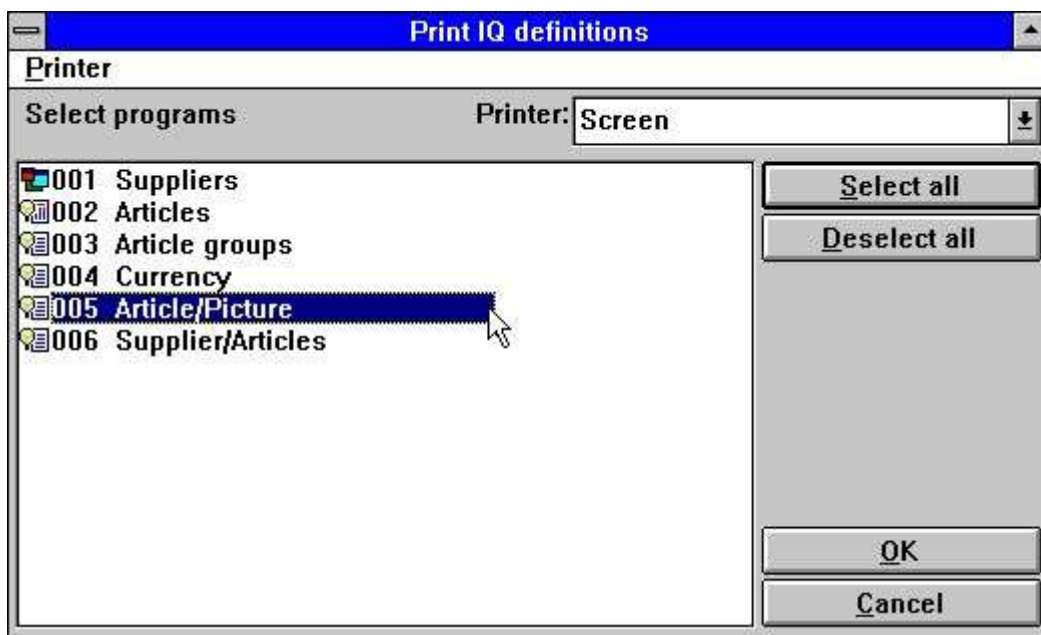 Print IQ definitions
Printer
Select programs Printer: Screen
001 Suppliers
002 Articles
003 Article groups
004 Currency
005 Article/Picture
006 Supplier/Articles
Select all
Deselect all
OK
Cancel